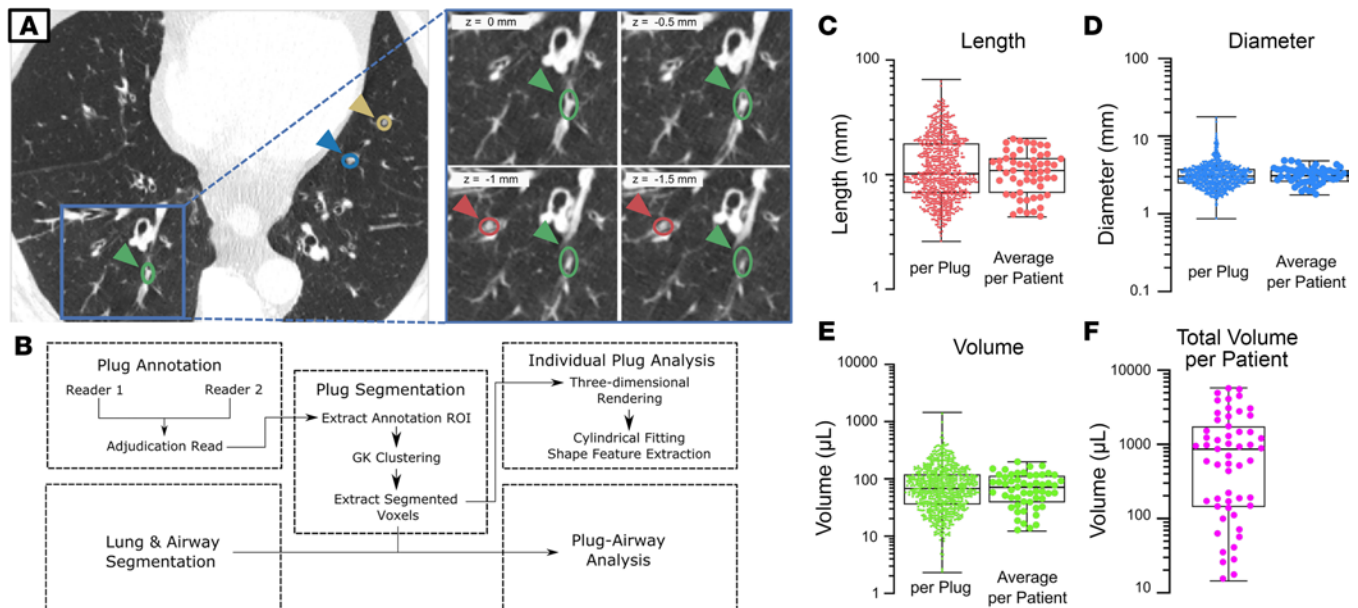 A
z = 0 mm
z = -0.5 mm
z = -1 mm
z = -1.5 mm
B
Plug Annotation
Reader 1
Reader 2
Adjudication Read
Plug Segmentation
Extract Annotation ROI
GK Clustering
Extract Segmented
Voxels
Individual Plug Analysis
Three-dimensional
Rendering
Cylindrical Fitting
Shape Feature Extraction
Lung & Airway
Segmentation
Plug-Airway
Analysis
C
Length
Length (mm)
100
10
1
per Plug
Average
per Patient
D
Diameter
Diameter (mm)
100
10
1
0.1
per Plug
Average
per Patient
E
Volume
Volume (µL)
10000
1000
100
10
1
per Plug
Average
per Patient
F
Total Volume
per Patient
Volume (µL)
10000
1000
100
10